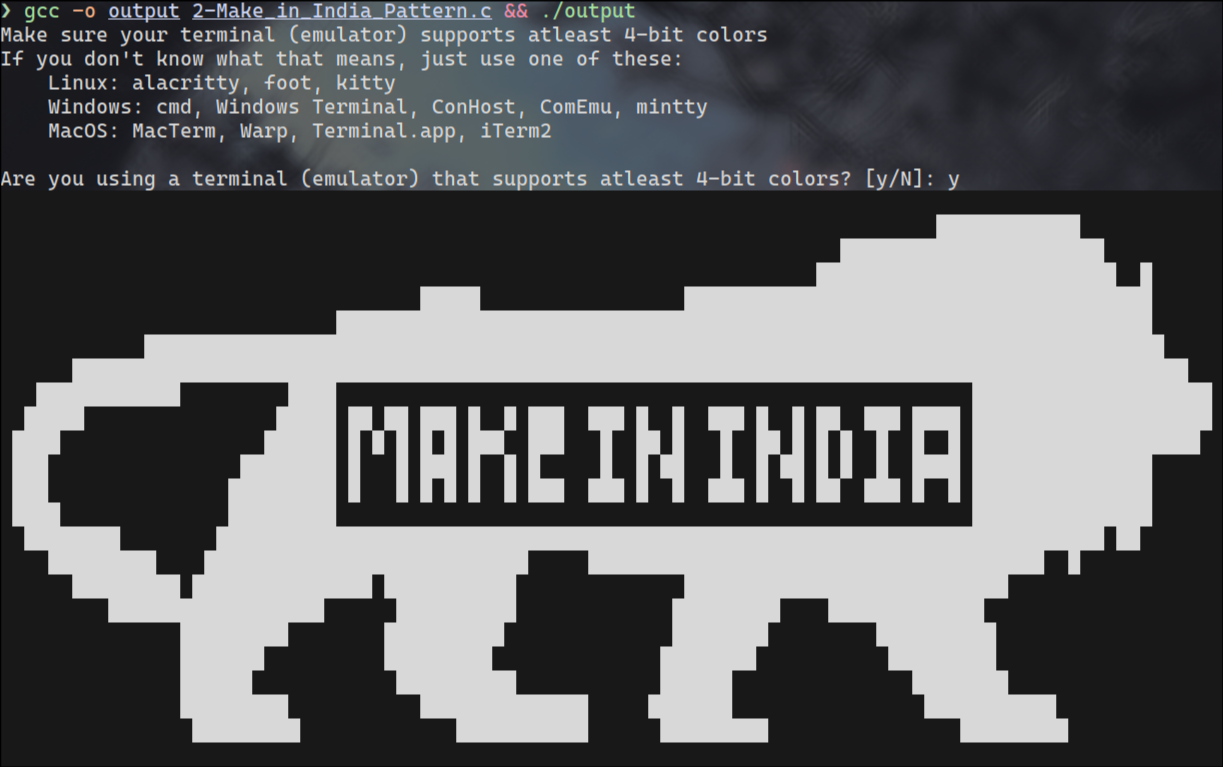 ❯ gcc -o output 2-Make_in_India_Pattern.c && ./output
Make sure your terminal (emulator) supports atleast 4-bit colors
If you don't know what that means, just use one of these:
    Linux: alacritty, foot, kitty
    Windows: cmd, Windows Terminal, ConHost, ComEmu, mintty
    MacOS: MacTerm, Warp, Terminal.app, iTerm2
Are you using a terminal (emulator) that supports atleast 4-bit colors? [y/N]: y
MAKE IN INDIA